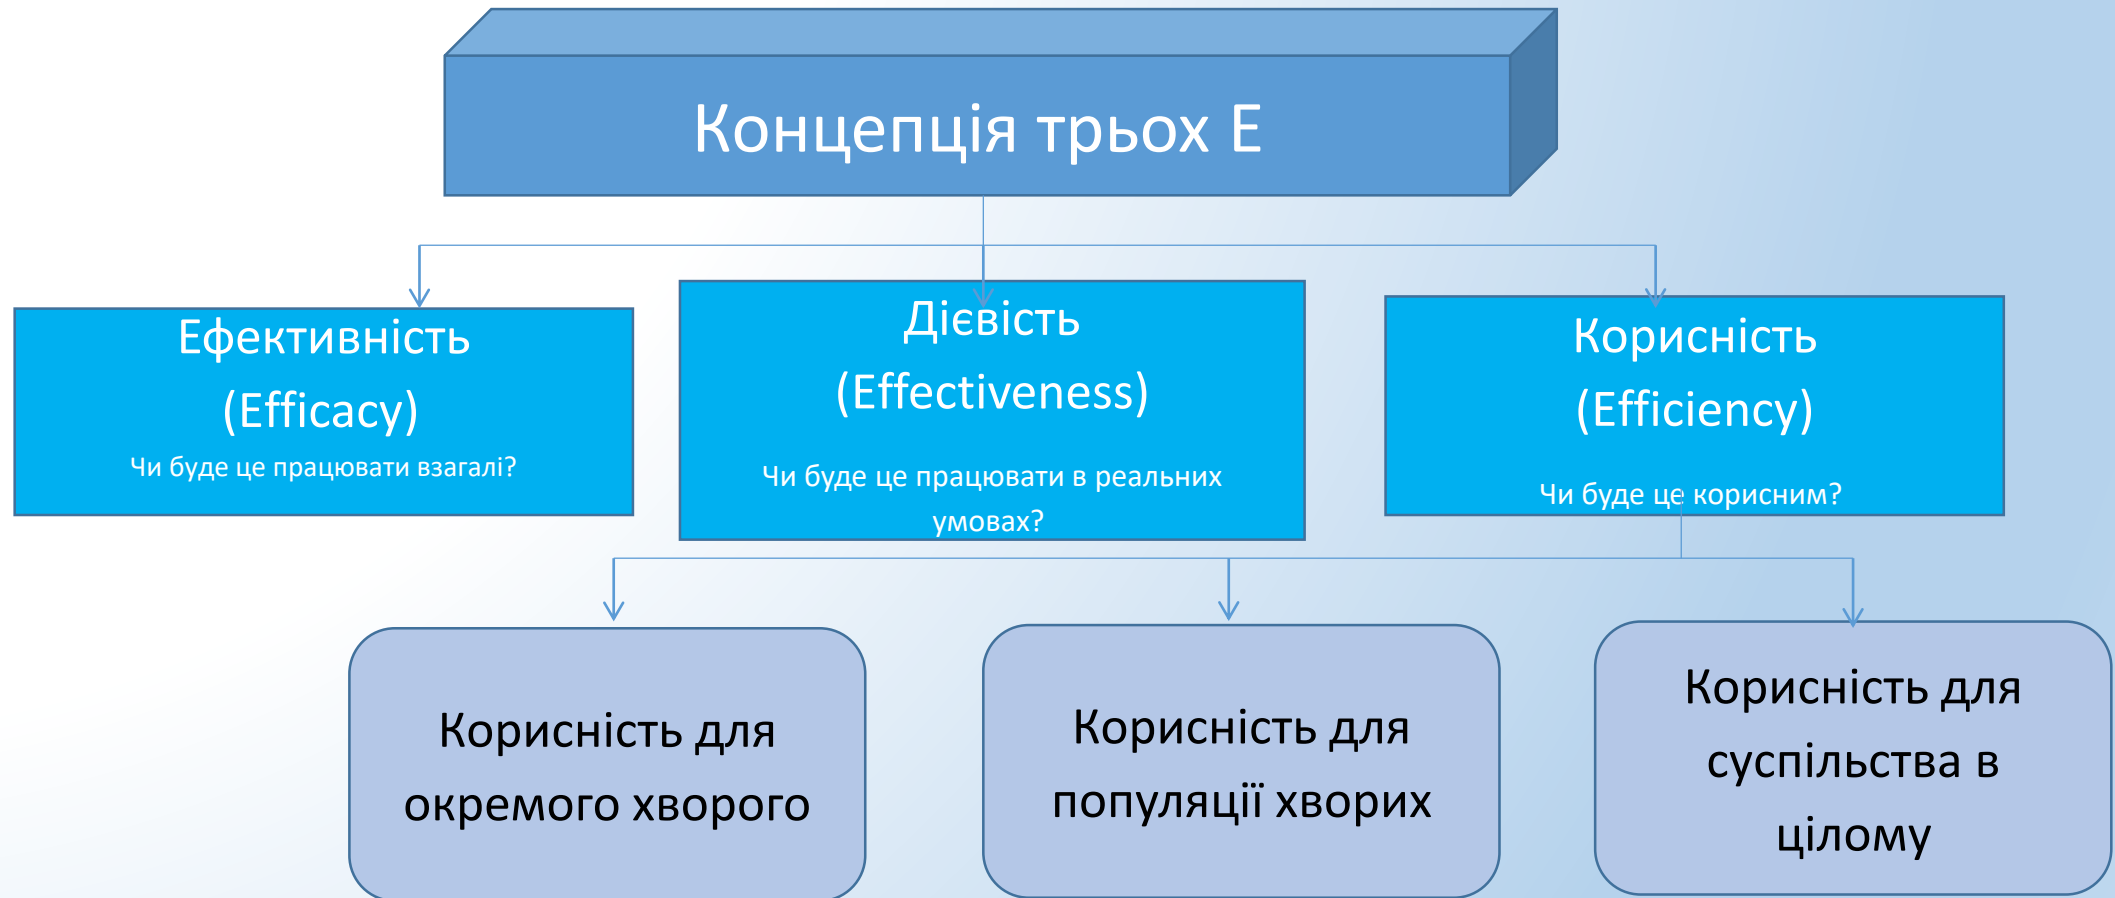 Концепція трьох Е
Ефективність
(Efficacy)
Чи буде це працювати взагалі?
Дієвість
(Effectiveness)
Чи буде це працювати в реальних
умовах?
Корисність
(Efficiency)
Чи буде це корисним?
Корисність для
окремого хворого
Корисність для
популяції хворих
Корисність для
суспільства в
цілому